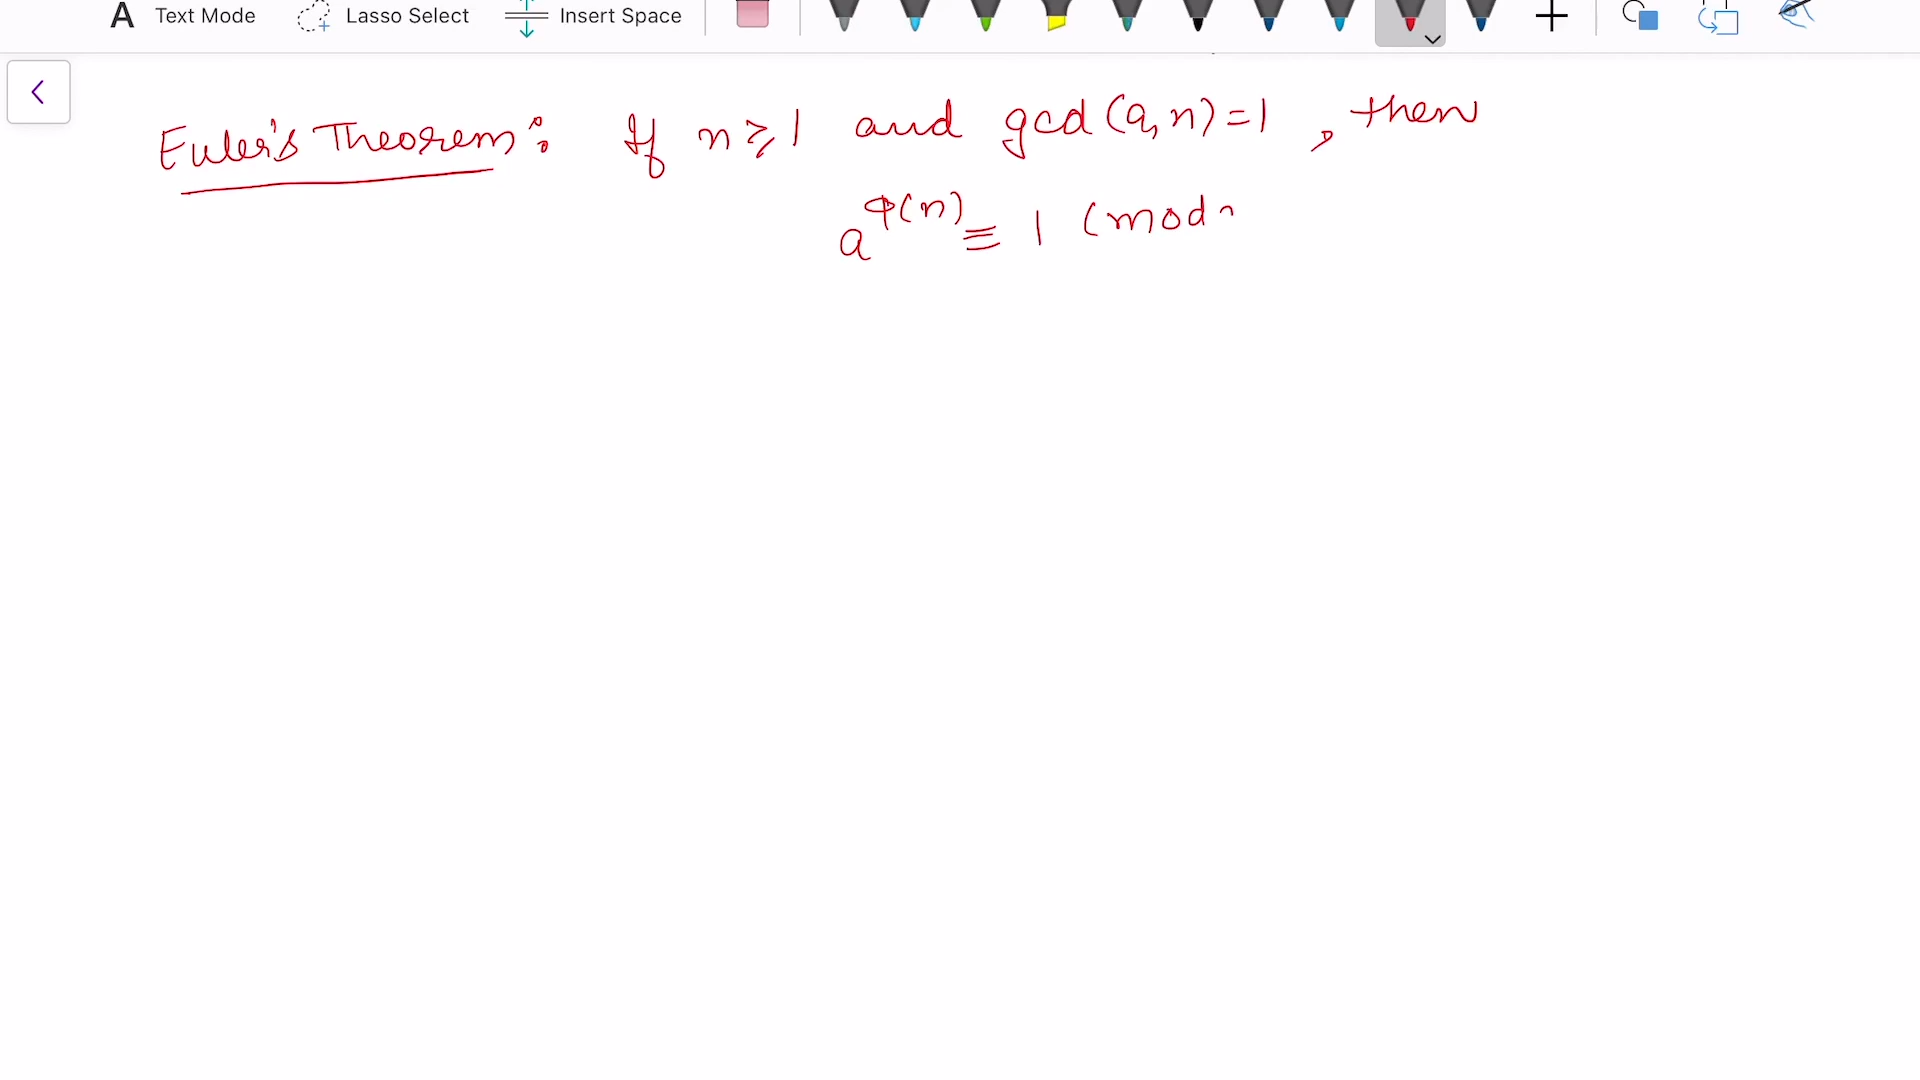 A Text Mode Lasso Select Insert Space
Euler's Theorem: If n ⩾ 1 and gcd(a, n) = 1, then
a^φ(n) ≡ 1 (mod